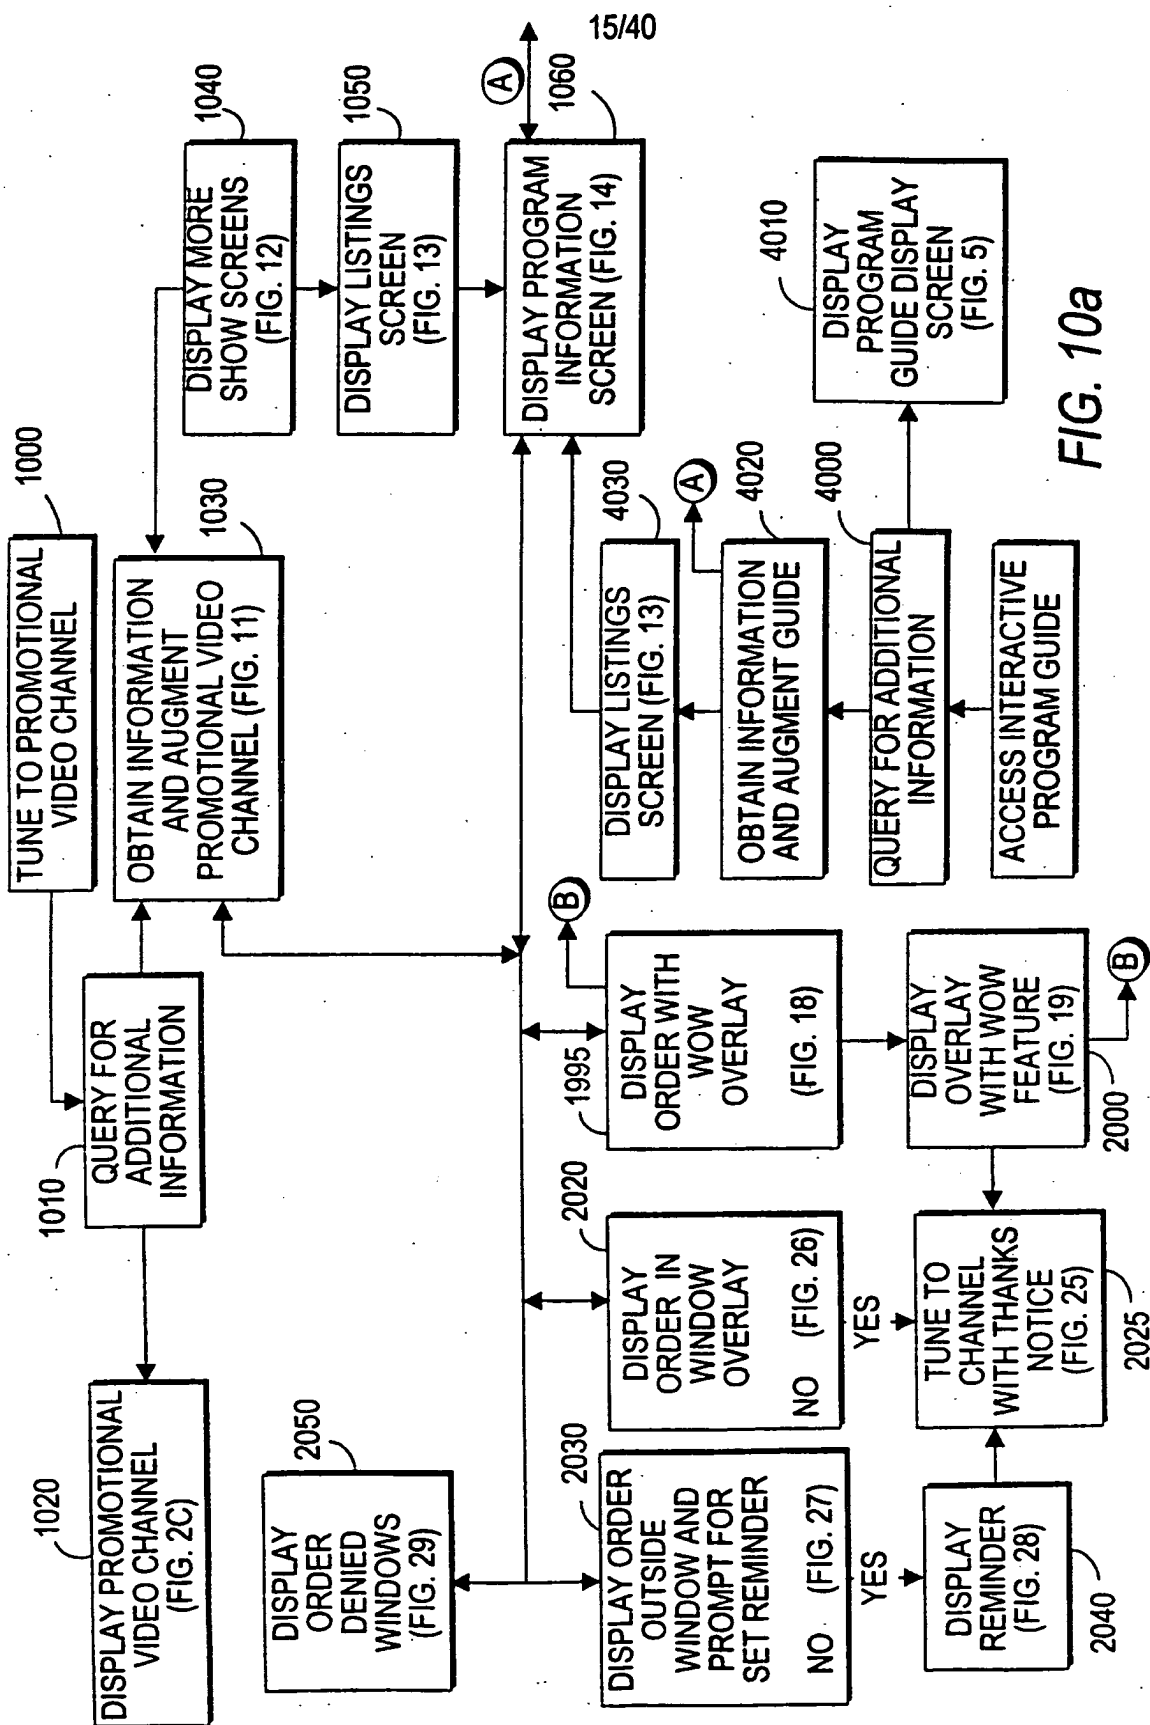 15/40
1000
TUNE TO PROMOTIONAL
VIDEO CHANNEL
1010
QUERY FOR
ADDITIONAL
INFORMATION
1020
DISPLAY PROMOTIONAL
VIDEO CHANNEL
(FIG. 2C)
1030
OBTAIN INFORMATION
AND AUGMENT
PROMOTIONAL VIDEO
CHANNEL (FIG. 11)
1040
DISPLAY MORE
SHOW SCREENS
(FIG. 12)
1050
DISPLAY LISTINGS
SCREEN
(FIG. 13)
1060
DISPLAY PROGRAM
INFORMATION
SCREEN (FIG. 14)
A
2050
DISPLAY
ORDER
DENIED
WINDOWS
(FIG. 29)
2030
DISPLAY ORDER
OUTSIDE
WINDOW AND
PROMPT FOR
SET REMINDER
NO (FIG. 27)
YES
2020
DISPLAY
ORDER IN
WINDOW
OVERLAY
NO (FIG. 26)
YES
1995
DISPLAY
ORDER WITH
WOW
OVERLAY
(FIG. 18)
B
2040
DISPLAY
REMINDER
(FIG. 28)
2025
TUNE TO
CHANNEL
WITH THANKS
NOTICE
(FIG. 25)
2000
DISPLAY
OVERLAY
WITH WOW
FEATURE
(FIG. 19)
B
4030
DISPLAY LISTINGS
SCREEN (FIG. 13)
A
4020
OBTAIN INFORMATION
AND AUGMENT GUIDE
4000
QUERY FOR ADDITIONAL
INFORMATION
ACCESS INTERACTIVE
PROGRAM GUIDE
4010
DISPLAY
PROGRAM
GUIDE DISPLAY
SCREEN
(FIG. 5)
FIG. 10a